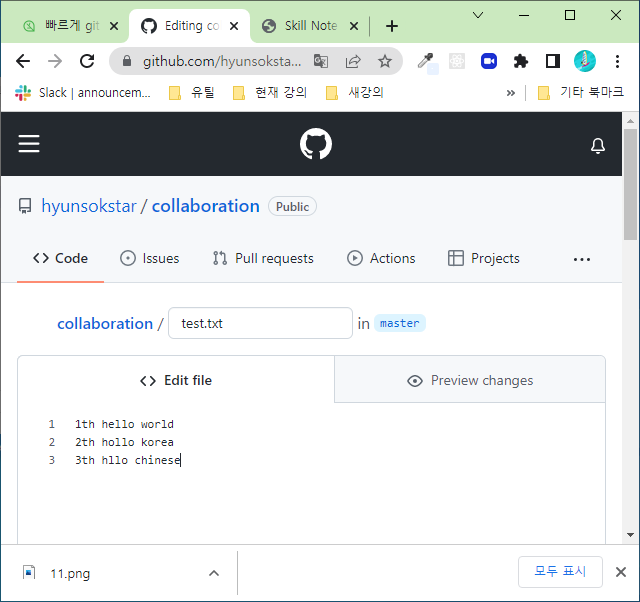 빠르게 git
Editing co
Skill Note
github.com/hyunsokstar...
Slack | announcem...
유틸
현재 강의
새강의
»
기타 북마크
hyunsokstar / collaboration Public
Code
Issues
Pull requests
Actions
Projects
...
collaboration / test.txt in master
Edit file
Preview changes
1 1th hello world
2 2th hollo korea
3 3th hllo chinese
11.png
모두 표시